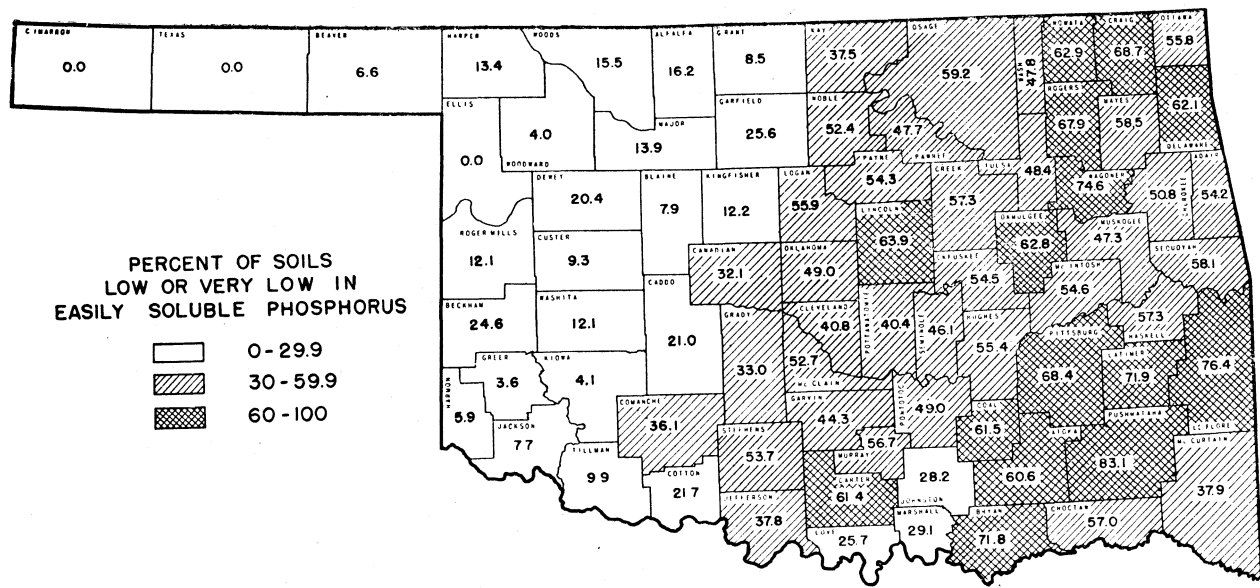 CIMARRON
0.0
TEXAS
0.0
BEAVER
6.6
HARPER
13.4
WOODS
15.5
ALFALFA
16.2
GRANT
8.5
KAY
37.5
OSAGE
59.2
WASH
47.8
NOWATA
62.9
CRAIG
68.7
OTTAWA
55.8
ELLIS
0.0
WOODWARD
4.0
MAJOR
13.9
GARFIELD
25.6
NOBLE
52.4
PAWNEE
47.7
ROGERS
67.9
MAYES
58.5
DELAWARE
62.1
DEWEY
20.4
BLAINE
7.9
KINGFISHER
12.2
LOGAN
55.9
PAYNE
54.3
CREEK
57.3
TULSA
48.4
WAGONER
74.6
CHEROKEE
50.8
ADAIR
54.2
ROGER MILLS
12.1
CUSTER
9.3
CANADIAN
32.1
OKLAHOMA
49.0
LINCOLN
63.9
OKFUSKEE
54.5
OKMULGEE
62.8
MUSKOGEE
47.3
SEQUOYAH
58.1
MC INTOSH
54.6
PERCENT OF SOILS
LOW OR VERY LOW IN
EASILY SOLUBLE PHOSPHORUS
0-29.9
30-59.9
60-100
BECKHAM
24.6
WASHITA
12.1
CADDO
21.0
GRADY
33.0
CLEVELAND
40.8
MC CLAIN
52.7
POTTAWATOMIE
40.4
SEMINOLE
46.1
HUGHES
55.4
PITTSBURG
68.4
HASKELL
57.3
LATIMER
71.9
LE FLORE
76.4
HARMON
5.9
GREER
3.6
KIOWA
4.1
JACKSON
7.7
TILLMAN
9.9
COMANCHE
36.1
COTTON
21.7
STEPHENS
53.7
JEFFERSON
37.8
GARVIN
44.3
MURRAY
56.7
PONTOTOC
49.0
COAL
61.5
ATOKA
60.6
PUSHMATAHA
83.1
MC CURTAIN
37.9
CARTER
61.4
JOHNSTON
28.2
LOVE
25.7
MARSHALL
29.1
BRYAN
71.8
CHOCTAW
57.0